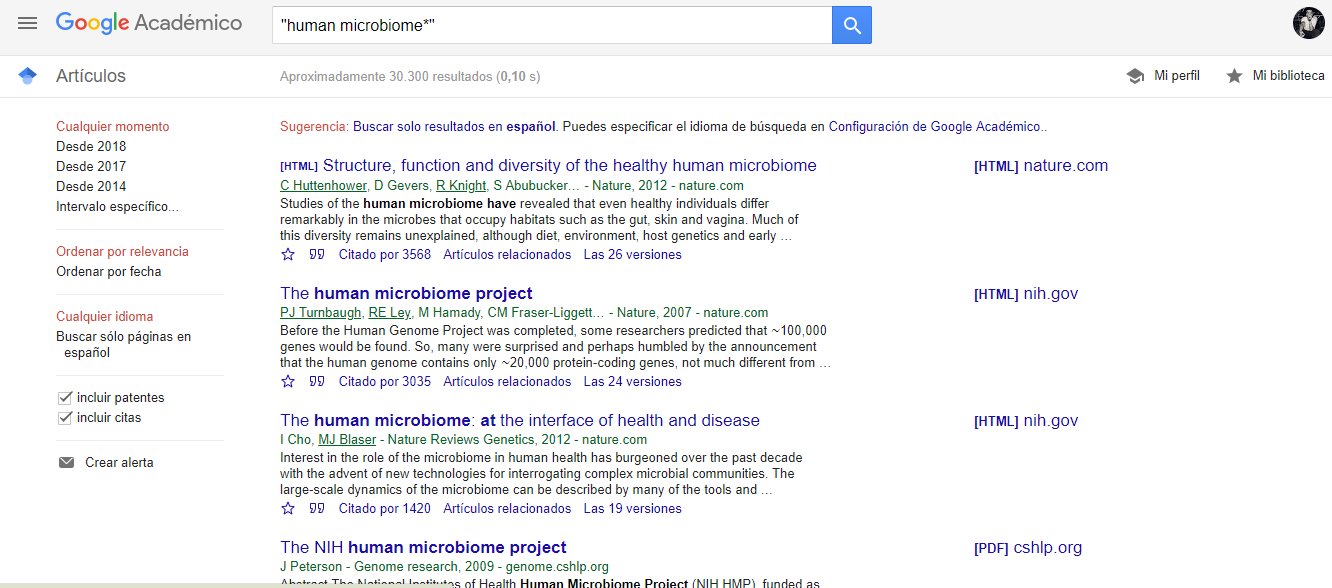 Google Académico
"human microbiome*"
Artículos
Aproximadamente 30.300 resultados (0,10 s)
Mi perfil
Mi biblioteca
Cualquier momento
Desde 2018
Desde 2017
Desde 2014
Intervalo específico...
Ordenar por relevancia
Ordenar por fecha
Cualquier idioma
Buscar sólo páginas en
español
incluir patentes
incluir citas
Crear alerta
Sugerencia: Buscar solo resultados en español. Puedes especificar el idioma de búsqueda en Configuración de Google Académico..
[HTML] Structure, function and diversity of the healthy human microbiome
[HTML] nature.com
C Huttenhower, D Gevers, R Knight, S Abubucker... - Nature, 2012 - nature.com
Studies of the human microbiome have revealed that even healthy individuals differ
remarkably in the microbes that occupy habitats such as the gut, skin and vagina. Much of
this diversity remains unexplained, although diet, environment, host genetics and early ...
Citado por 3568 Artículos relacionados Las 26 versiones
The human microbiome project
[HTML] nih.gov
PJ Turnbaugh, RE Ley, M Hamady, CM Fraser-Liggett... - Nature, 2007 - nature.com
Before the Human Genome Project was completed, some researchers predicted that ~100,000
genes would be found. So, many were surprised and perhaps humbled by the announcement
that the human genome contains only ~20,000 protein-coding genes, not much different from ...
Citado por 3035 Artículos relacionados Las 24 versiones
The human microbiome: at the interface of health and disease
[HTML] nih.gov
I Cho, MJ Blaser - Nature Reviews Genetics, 2012 - nature.com
Interest in the role of the microbiome in human health has burgeoned over the past decade
with the advent of new technologies for interrogating complex microbial communities. The
large-scale dynamics of the microbiome can be described by many of the tools and ...
Citado por 1420 Artículos relacionados Las 19 versiones
The NIH human microbiome project
[PDF] cshlp.org
J Peterson - Genome research, 2009 - genome.cshlp.org
Abstract The National Institutes of Health Human Microbiome Project (NIH HMP), funded as